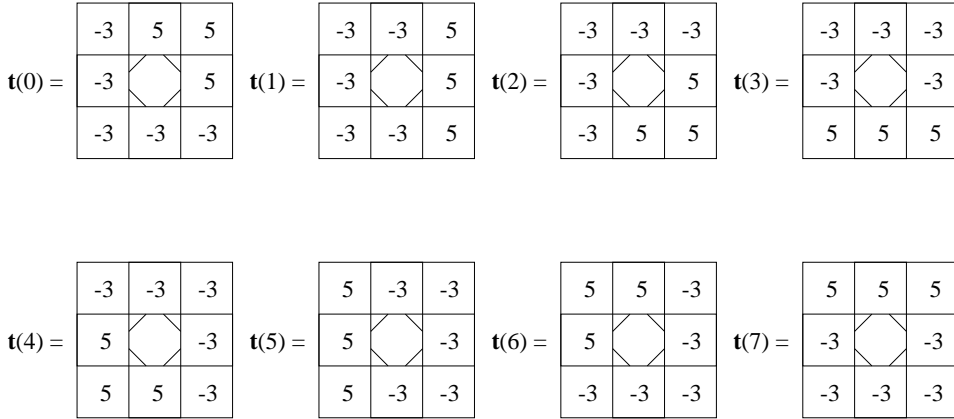 -3 5 5 -3 -3 5 -3 -3 -3 -3 -3 -3
t(0) = -3 5 t(1) = -3 5 t(2) = -3 5 t(3) = -3 -3
-3 -3 -3 -3 -3 5 -3 5 5 5 5 5
-3 -3 -3 5 -3 -3 5 5 -3 5 5 5
t(4) = 5 -3 t(5) = 5 -3 t(6) = 5 -3 t(7) = -3 -3
5 5 -3 5 -3 -3 -3 -3 -3 -3 -3 -3